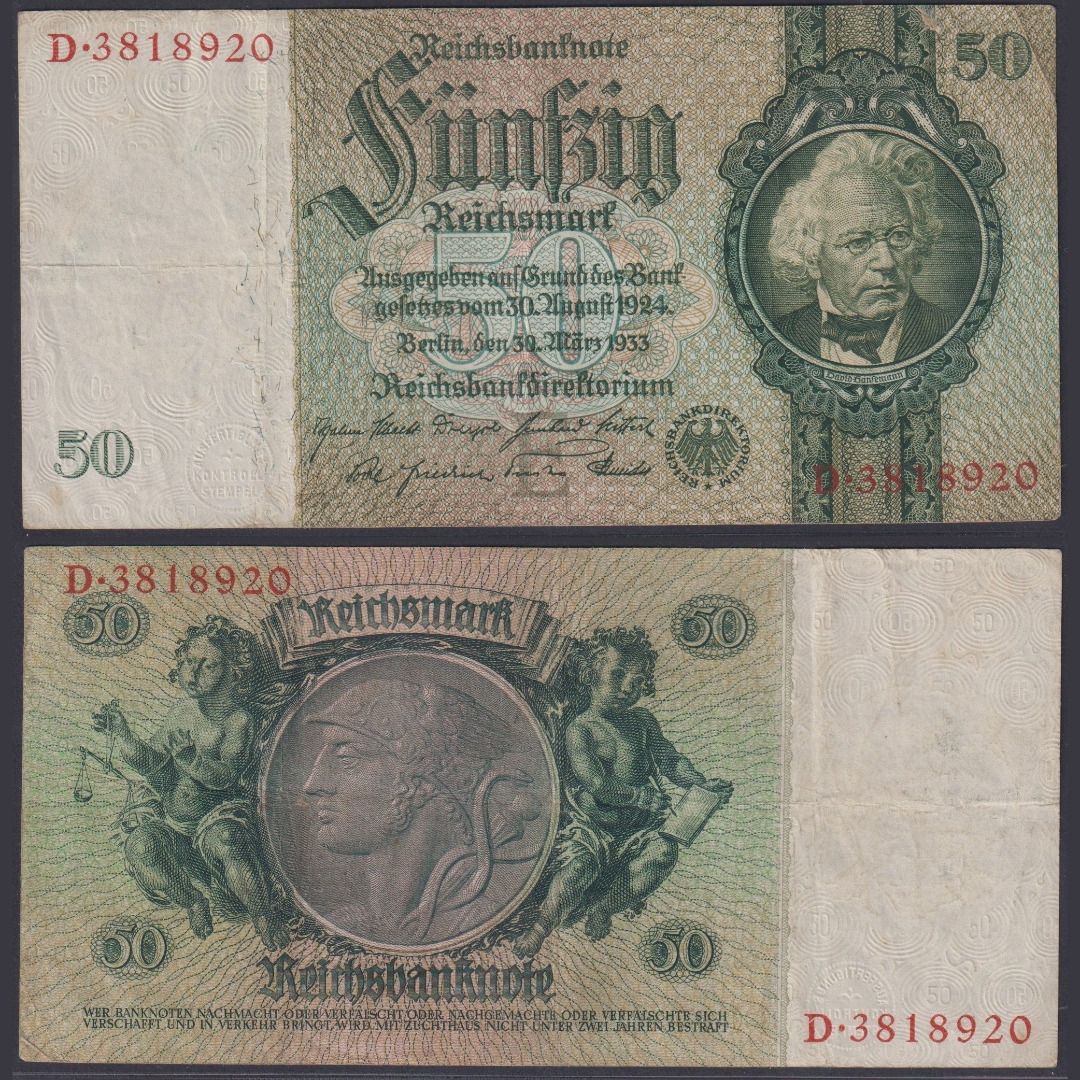 D·3818920
Reichsbanknote
50
Fünfzig
Reichsmark
50
Ausgegeben auf Grund des Bank-
gesetzes vom 30. August 1924.
Berlin, den 30. März 1933
Reichsbankdirektorium
David Hansemann
50
REICHSBANKDIREKTORIUM
KONTROLL
STEMPEL
E
D·3818920
D·3818920
50
Reichsmark
50
50
50
Reichsbanknote
WER BANKNOTEN NACHMACHT ODER VERFÄLSCHT ODER NACHGEMACHTE ODER VERFÄLSCHTE SICH
VERSCHAFFT UND IN VERKEHR BRINGT, WIRD MIT ZUCHTHAUS NICHT UNTER ZWEI JAHREN BESTRAFT
D·3818920